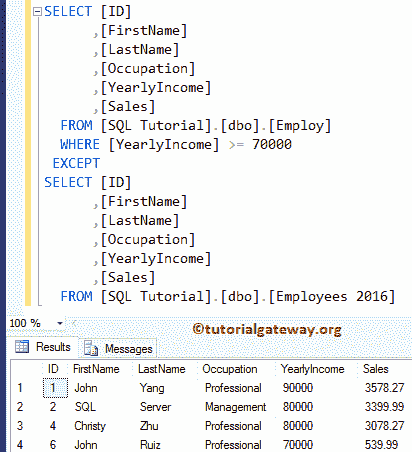 SELECT [ID]
,[FirstName]
,[LastName]
,[Occupation]
,[YearlyIncome]
,[Sales]
FROM [SQL Tutorial].[dbo].[Employ]
WHERE [YearlyIncome] >= 70000
EXCEPT
SELECT [ID]
,[FirstName]
,[LastName]
,[Occupation]
,[YearlyIncome]
,[Sales]
FROM [SQL Tutorial].[dbo].[Employees 2016]
100 %
©tutorialgateway.org
Results Messages
ID FirstName LastName Occupation YearlyIncome Sales
1 1 John Yang Professional 90000 3578.27
2 2 SQL Server Management 80000 3399.99
3 4 Christy Zhu Professional 80000 3078.27
4 6 John Ruiz Professional 70000 539.99